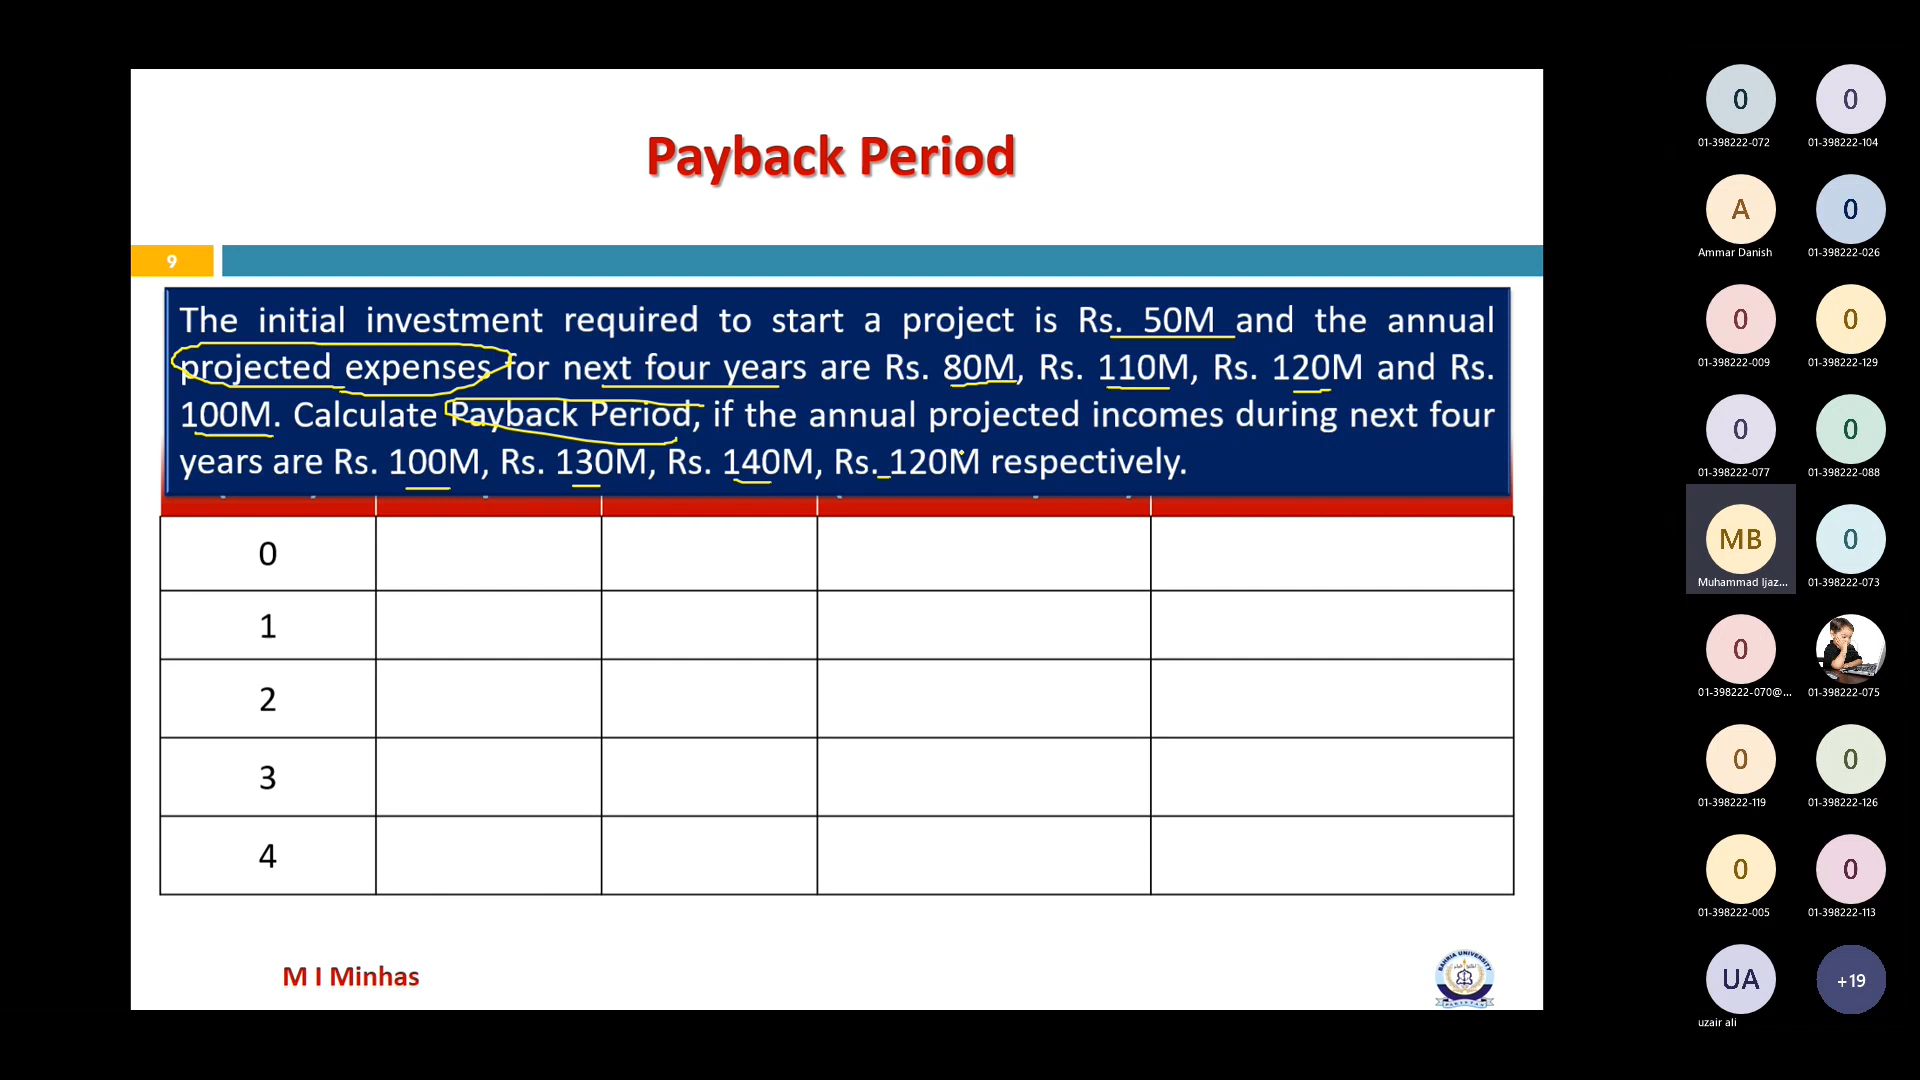 Payback Period
9
The initial investment required to start a project is Rs. 50M and the annual
projected expenses for next four years are Rs. 80M, Rs. 110M, Rs. 120M and Rs.
100M. Calculate Payback Period, if the annual projected incomes during next four
years are Rs. 100M, Rs. 130M, Rs. 140M, Rs. 120M respectively.
0
1
2
3
4
M I Minhas
BAHRIA UNIVERSITY
PAKISTAN
0
01-398222-072
0
01-398222-104
A
Ammar Danish
0
01-398222-026
0
01-398222-009
0
01-398222-129
0
01-398222-077
0
01-398222-088
MB
Muhammad Ijaz...
0
01-398222-073
0
01-398222-070@...
01-398222-075
0
01-398222-119
0
01-398222-126
0
01-398222-005
0
01-398222-113
UA
uzair ali
+19